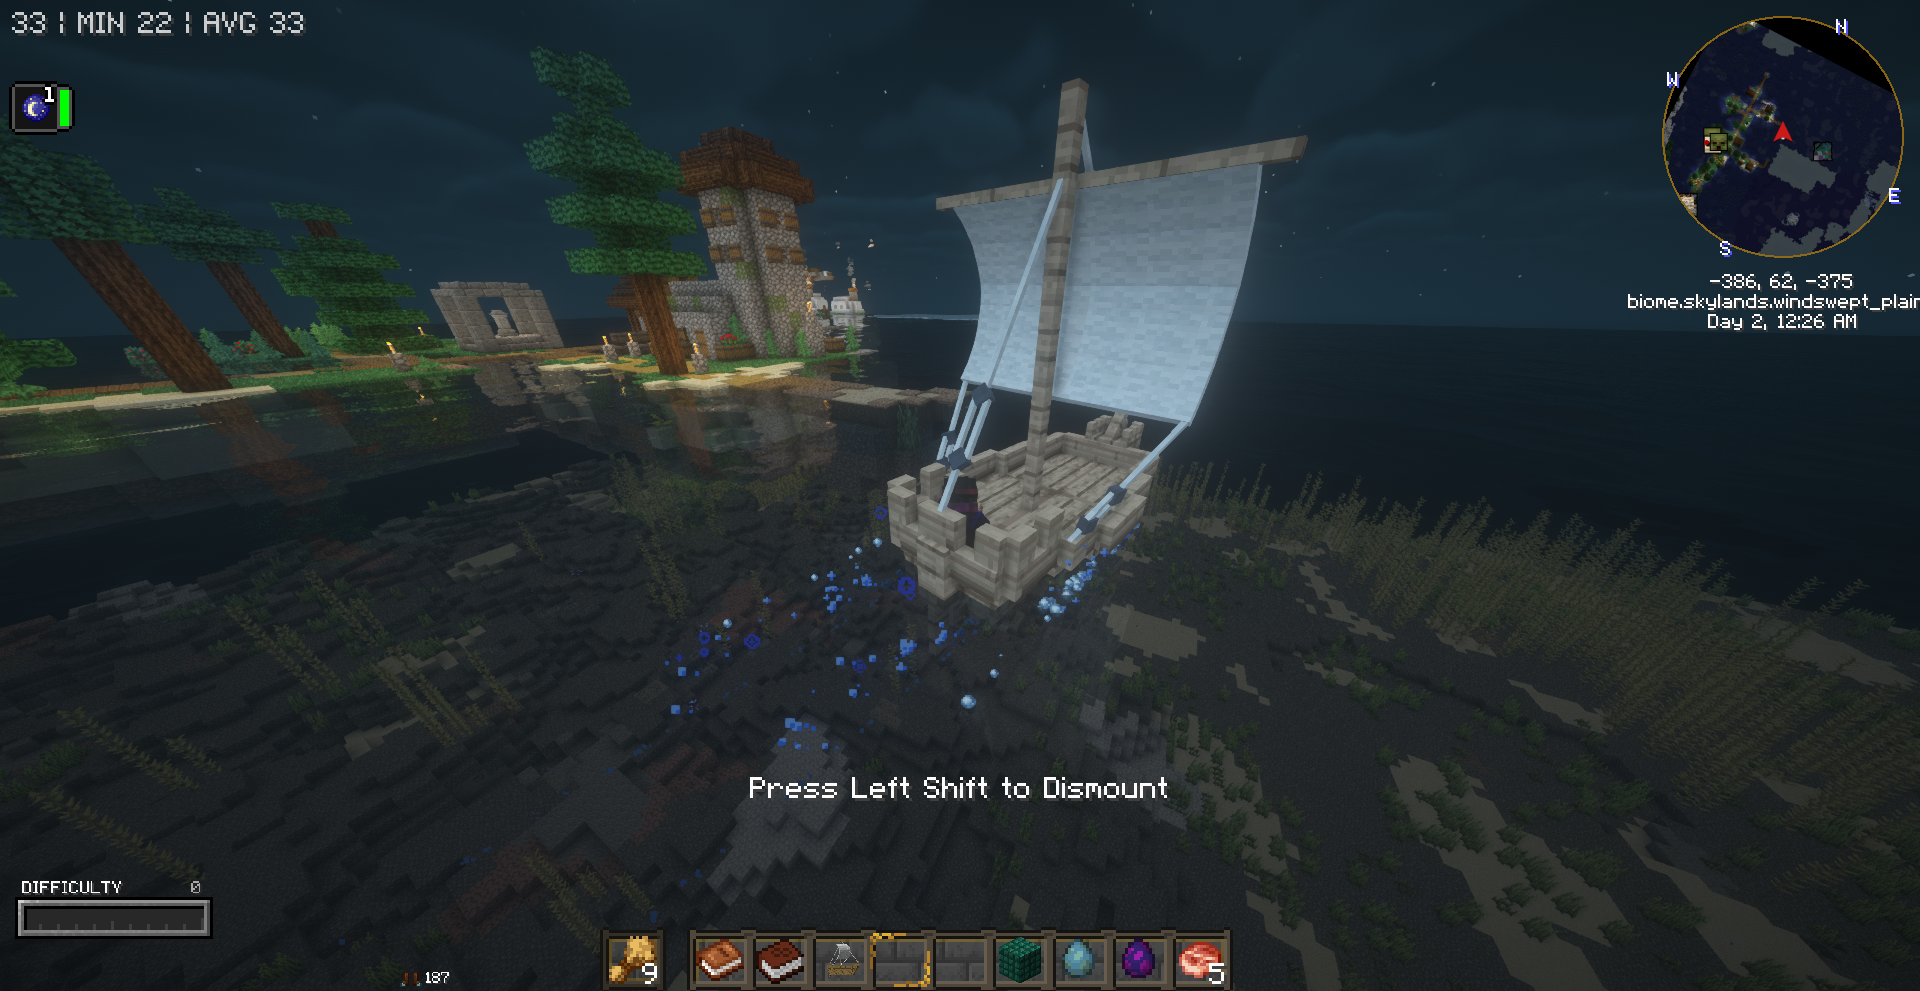 33 | MIN 22 | AVG 33
1
N
W
E
S
-386, 62, -375
biome.skylands.windswept_plain
Day 2, 12:26 AM
Press Left Shift to Dismount
DIFFICULTY 0
187
9
5